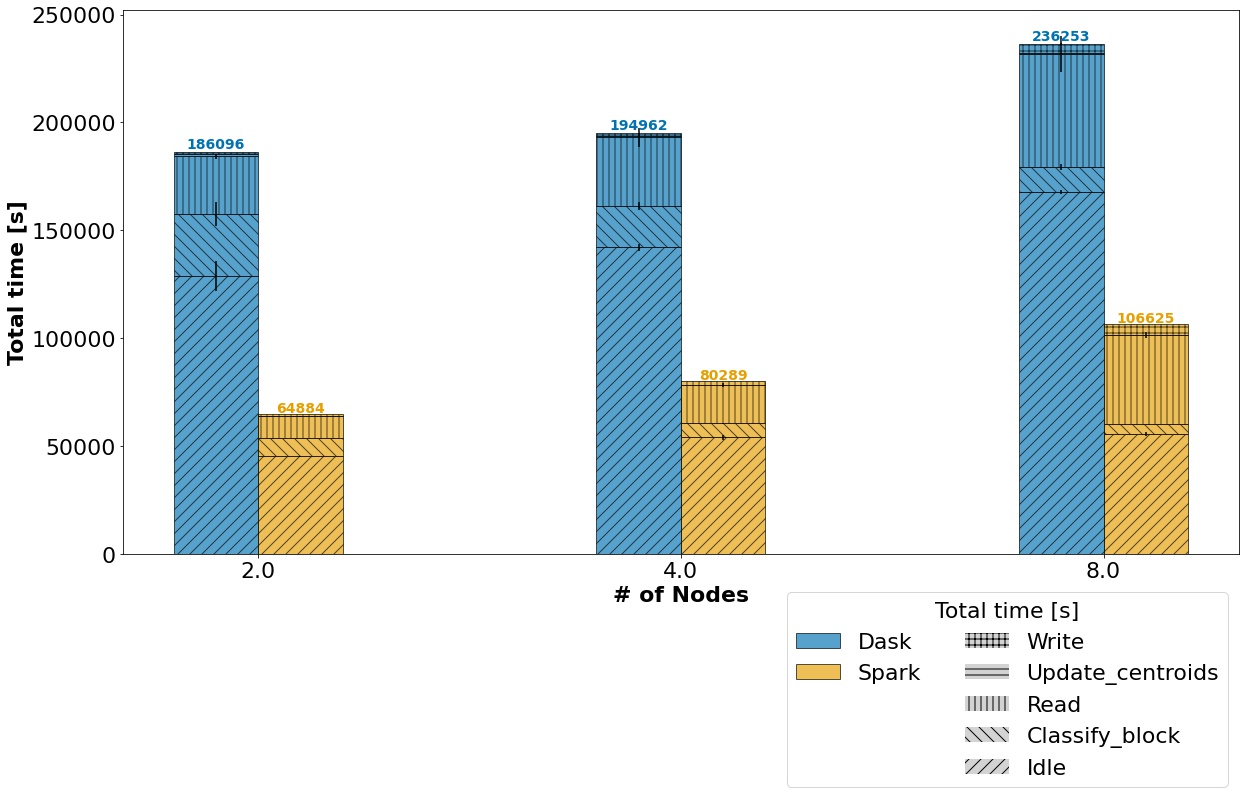 250000
200000
150000
100000
50000
0
Total time [s]
186096
64884
194962
80289
236253
106625
2.0
4.0
8.0
# of Nodes
Total time [s]
Dask
Spark
Write
Update_centroids
Read
Classify_block
Idle